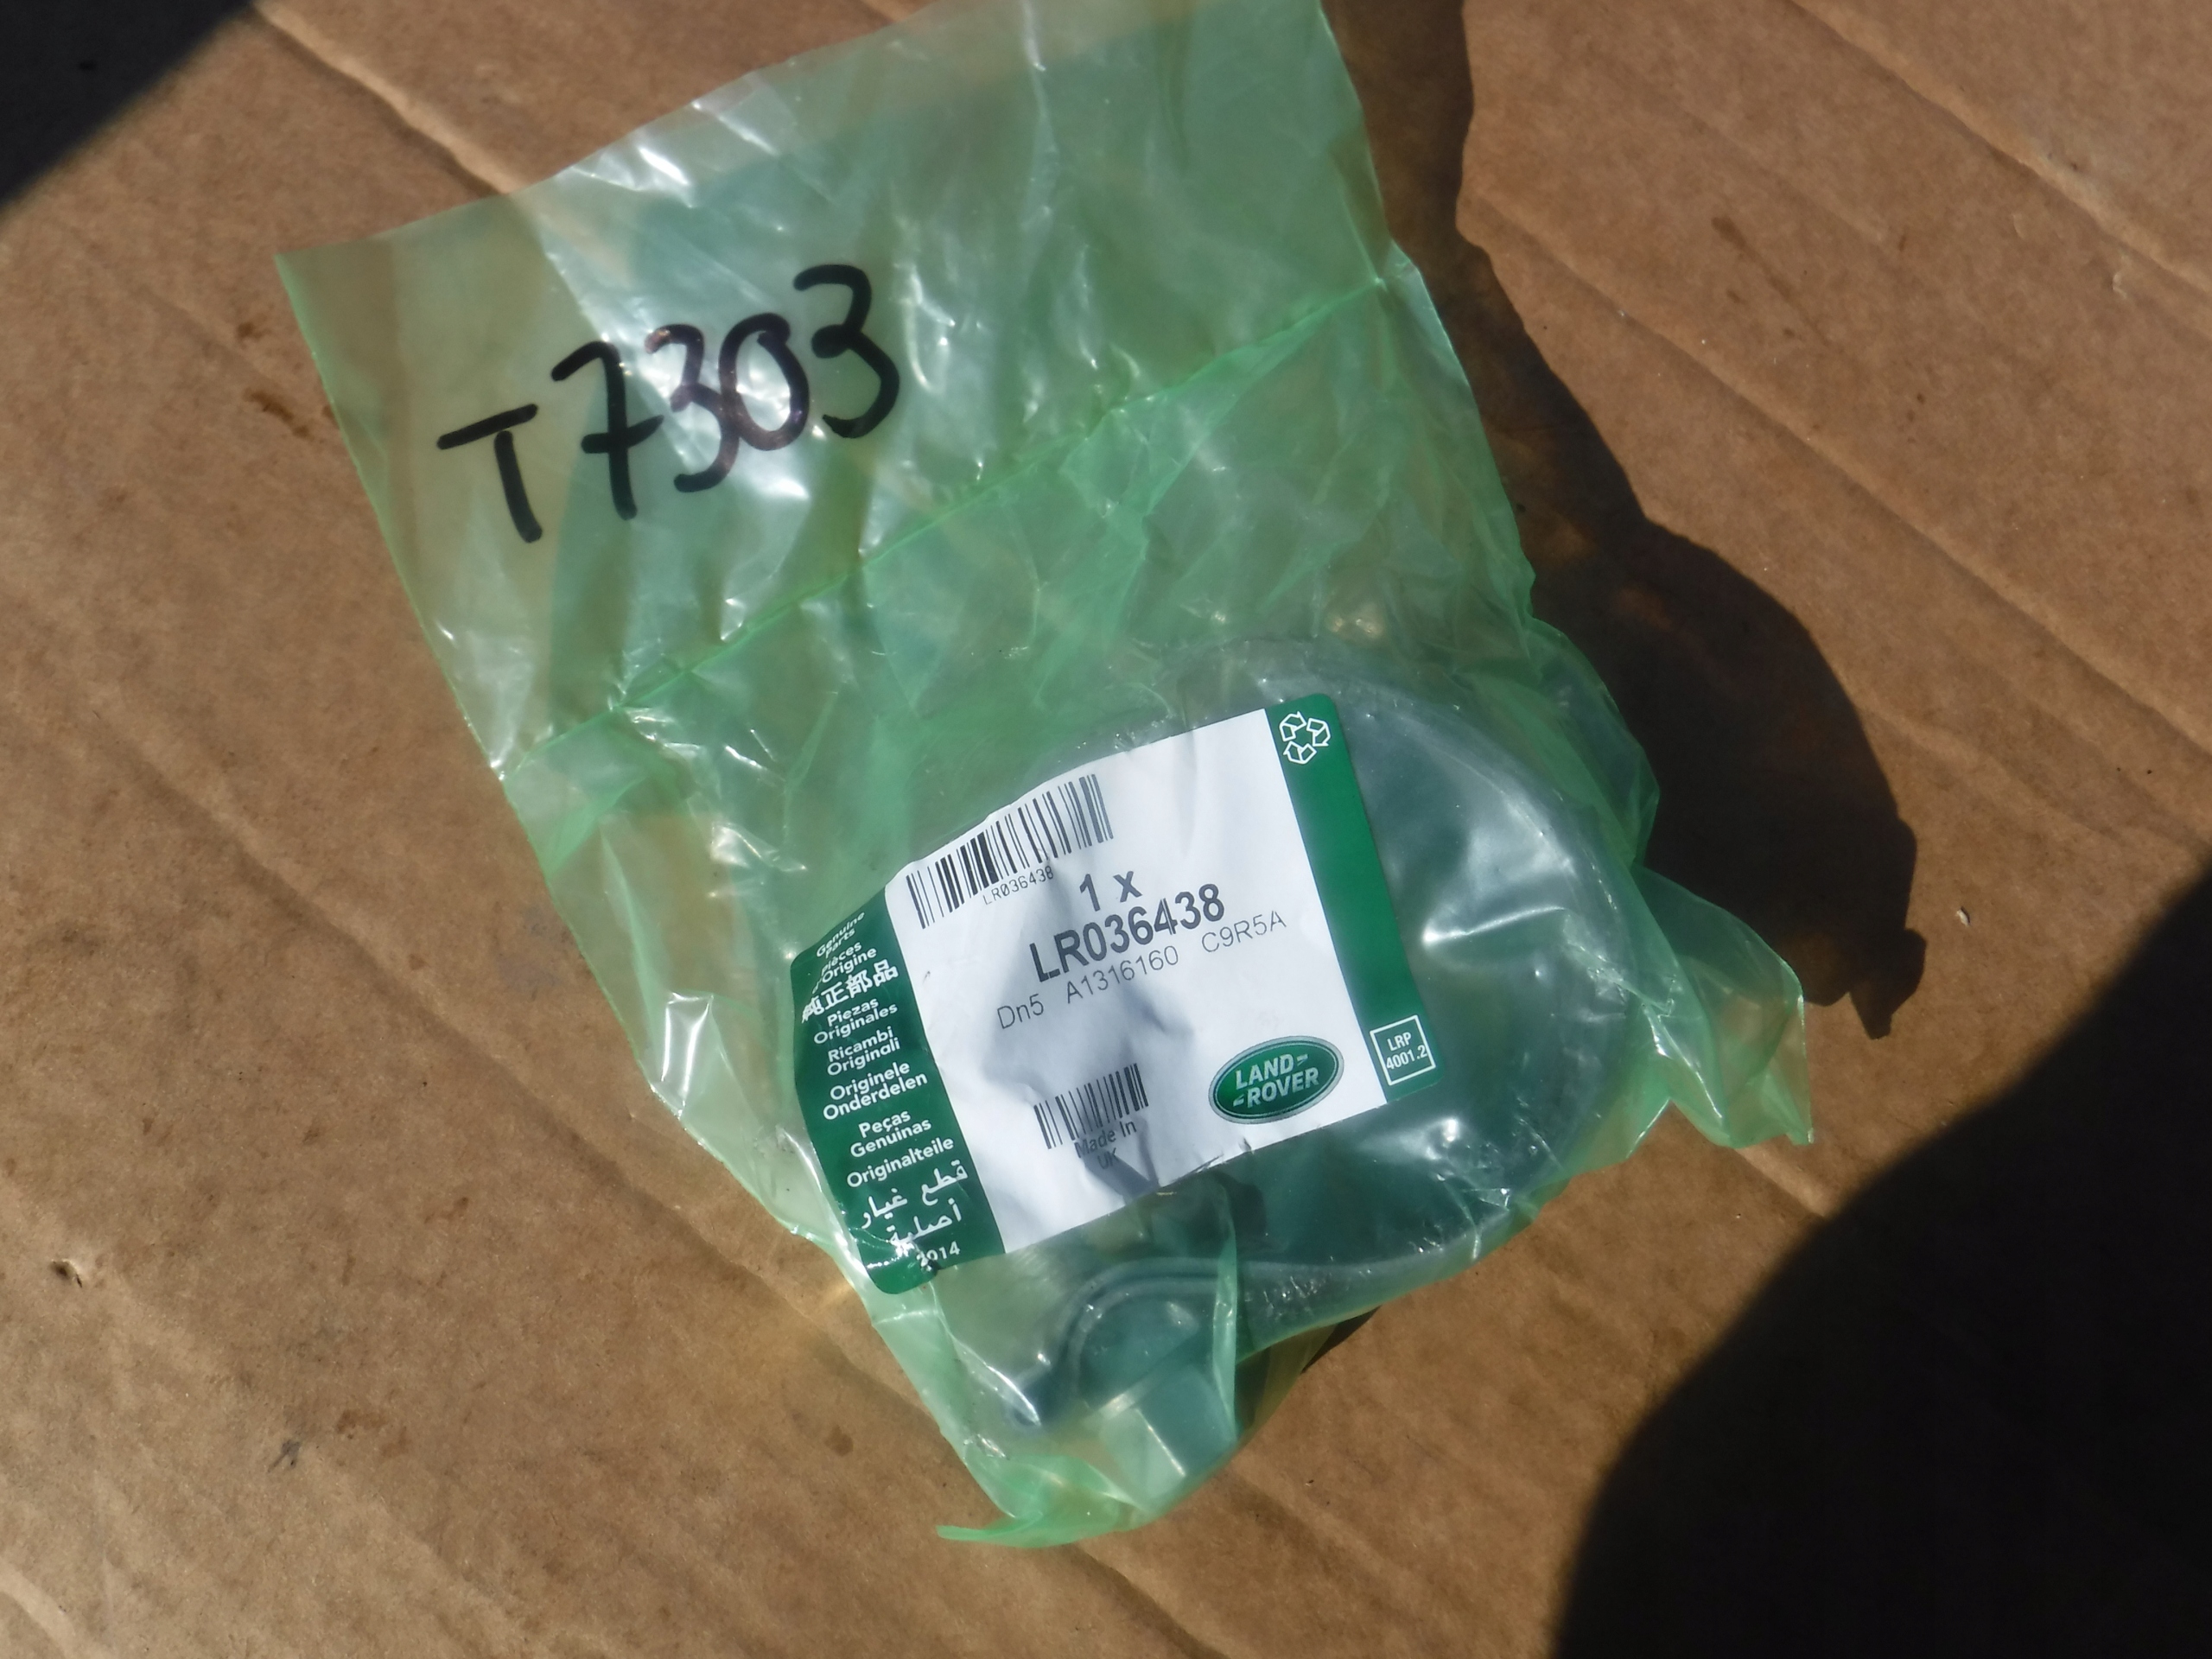 T7303
LR036438
1 x
LR036438
Dn5 A1316160 C9R5A
Made In
UK
LAND
ROVER
LRP
4001.2
Genuine
Parts
Pièces
d'Origine
純正部品
Piezas
Originales
Ricambi
Originali
Originele
Onderdelen
Peças
Genuinas
Originalteile
قطع غيار
أصلية